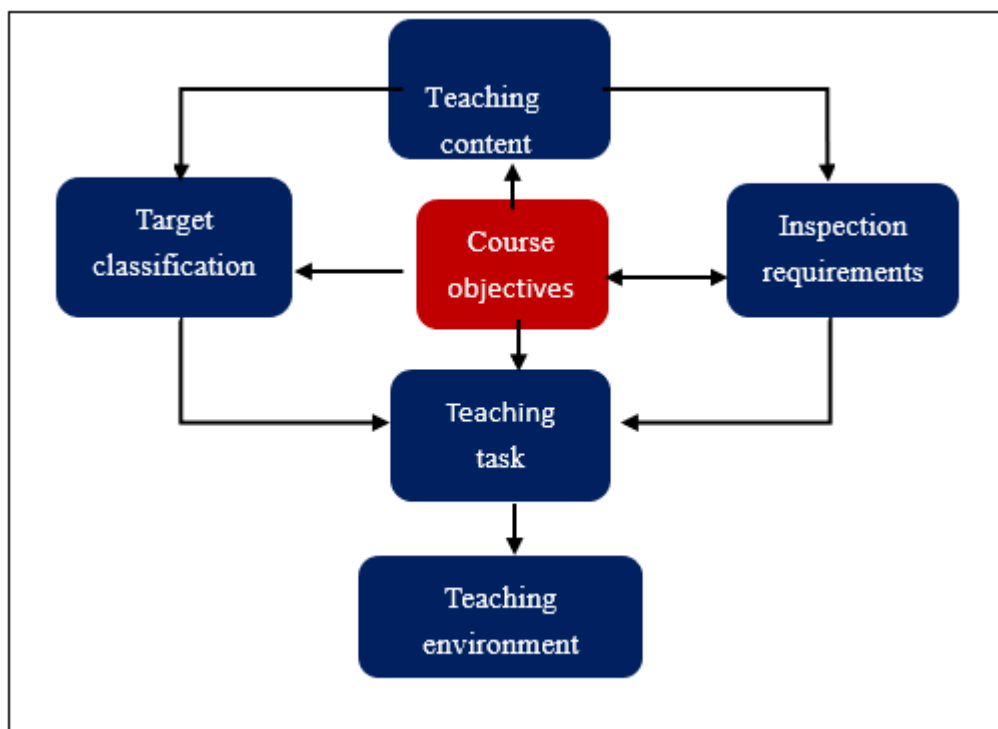 Teaching
content
Target
classification
Course
objectives
Inspection
requirements
Teaching
task
Teaching
environment